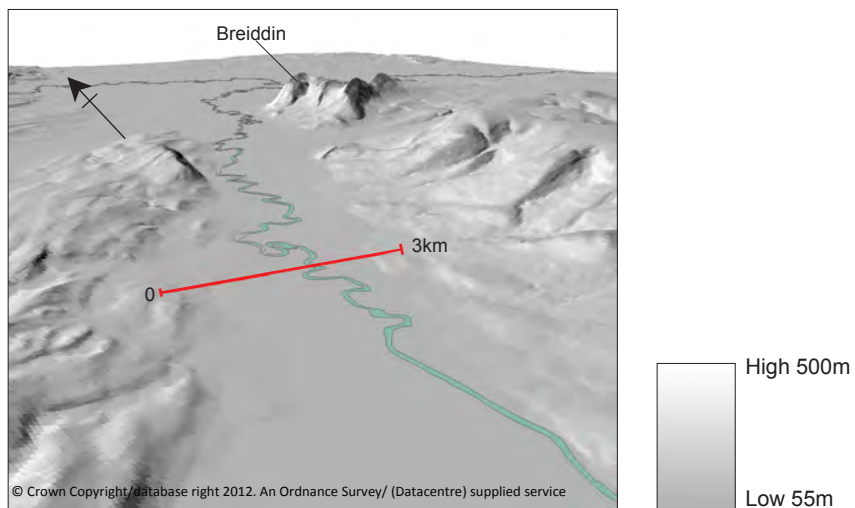 Breiddin
3km
0
High 500m
Low 55m
© Crown Copyright/database right 2012. An Ordnance Survey/ (Datacentre) supplied service